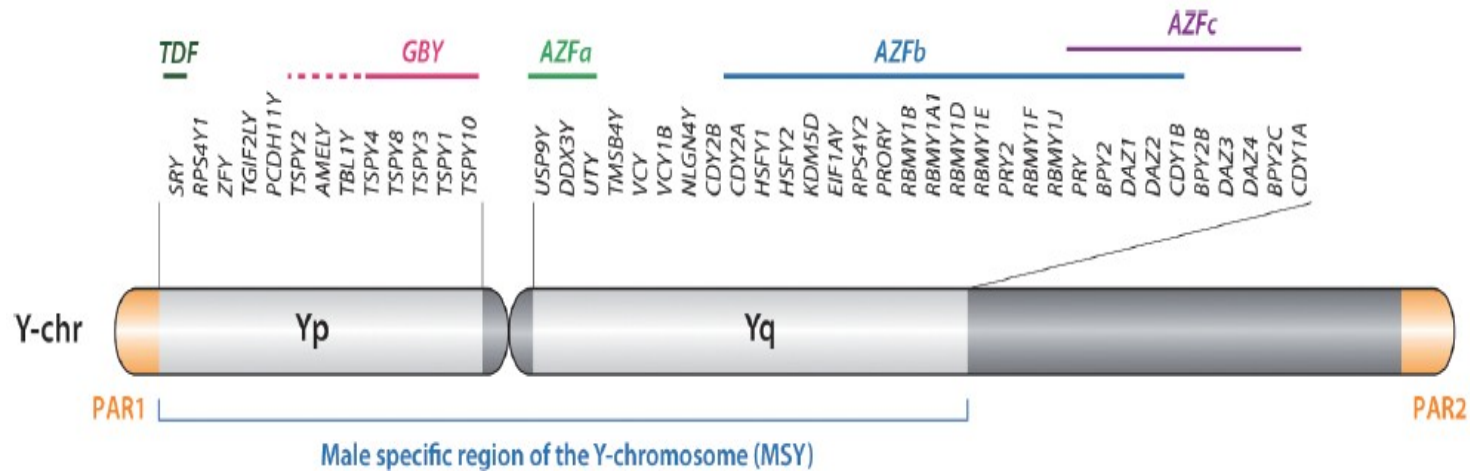 TDF GBY AZFa AZFb AZFc
SRY
RPS4Y1
ZFY
TGIF2LY
PCDH11Y
TSPY2
AMELY
TBL1Y
TSPY4
TSPY8
TSPY3
TSPY1
TSPY10
USP9Y
DDX3Y
UTY
TMSB4Y
VCY
VCY1B
NLGN4Y
CDY2B
CDY2A
HSFY1
HSFY2
KDM5D
EIF1AY
RPS4Y2
PRORY
RBMY1B
RBMY1A1
RBMY1D
RBMY1E
PRY2
RBMY1F
RBMY1J
PRY
BPY2
DAZ1
DAZ2
CDY1B
BPY2B
DAZ3
DAZ4
BPY2C
CDY1A
Y-chr Yp Yq
PAR1 PAR2
Male specific region of the Y-chromosome (MSY)